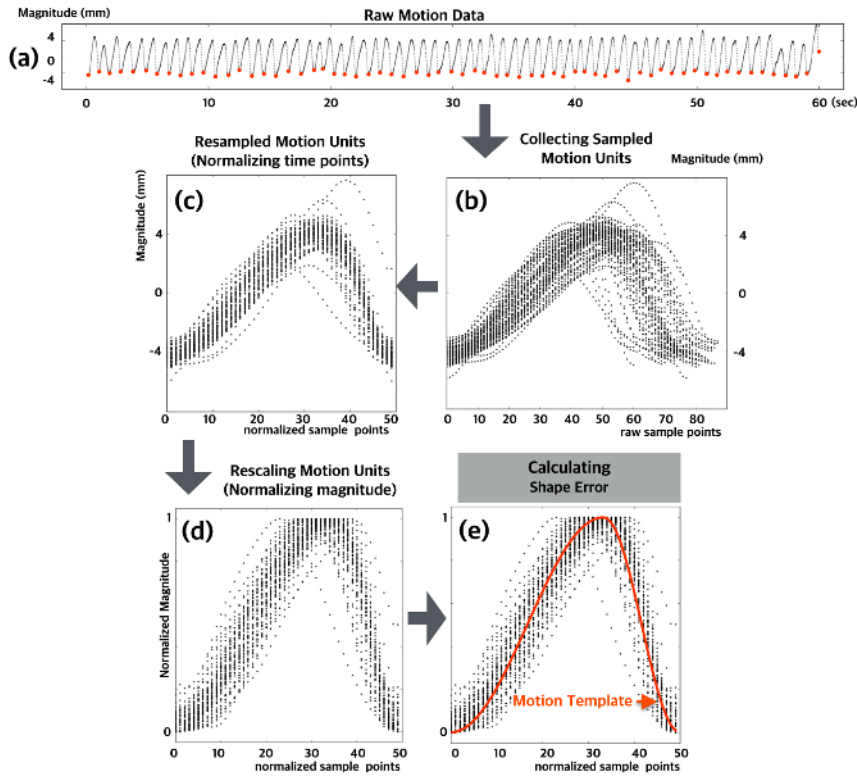 Magnitude (mm)
Raw Motion Data
(a)
4
0
-4
0
10
20
30
40
50
60 (sec)
Resampled Motion Units
(Normalizing time points)
Collecting Sampled
Motion Units
Magnitude (mm)
Magnitude (mm)
(c)
4
0
-4
0
10
20
30
40
50
normalized sample points
(b)
4
0
-4
0
10
20
30
40
50
60
70
80
raw sample points
Rescaling Motion Units
(Normalizing magnitude)
Calculating
Shape Error
Normalized Magnitude
(d)
1
0
0
10
20
30
40
50
normalized sample points
(e)
1
0
Motion Template
0
10
20
30
40
50
normalized sample points